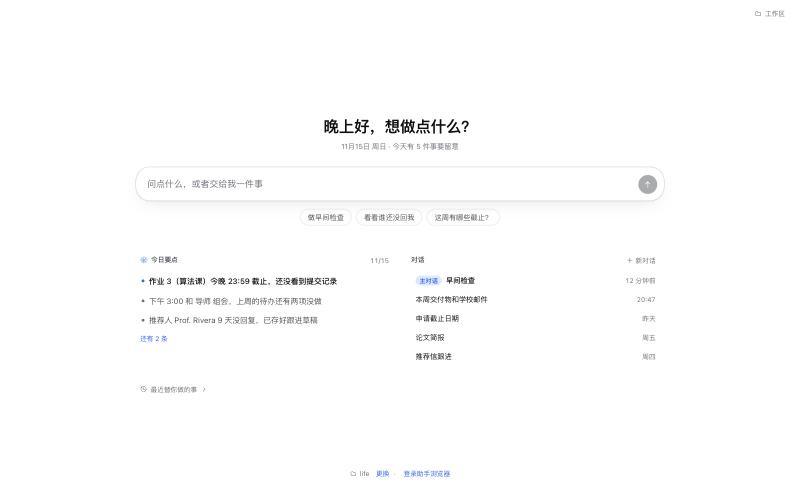 工作区
晚上好，想做点什么？
11月15日 周日 · 今天有 5 件事要留意
问点什么，或者交给我一件事
做早间检查 看看谁还没回我 这周有哪些截止？
今日要点 11/15
作业 3（算法课）今晚 23:59 截止，还没看到提交记录
下午 3:00 和 导师 组会，上周的待办还有两项没做
推荐人 Prof. Rivera 9 天没回复，已存好跟进草稿
还有 2 条
对话 + 新对话
主对话 早间检查 12 分钟前
本周交付物和学校邮件 20:47
申请截止日期 昨天
论文简报 周五
推荐信跟进 周四
最近替你做的事 ›
life 更换 · 登录助手浏览器